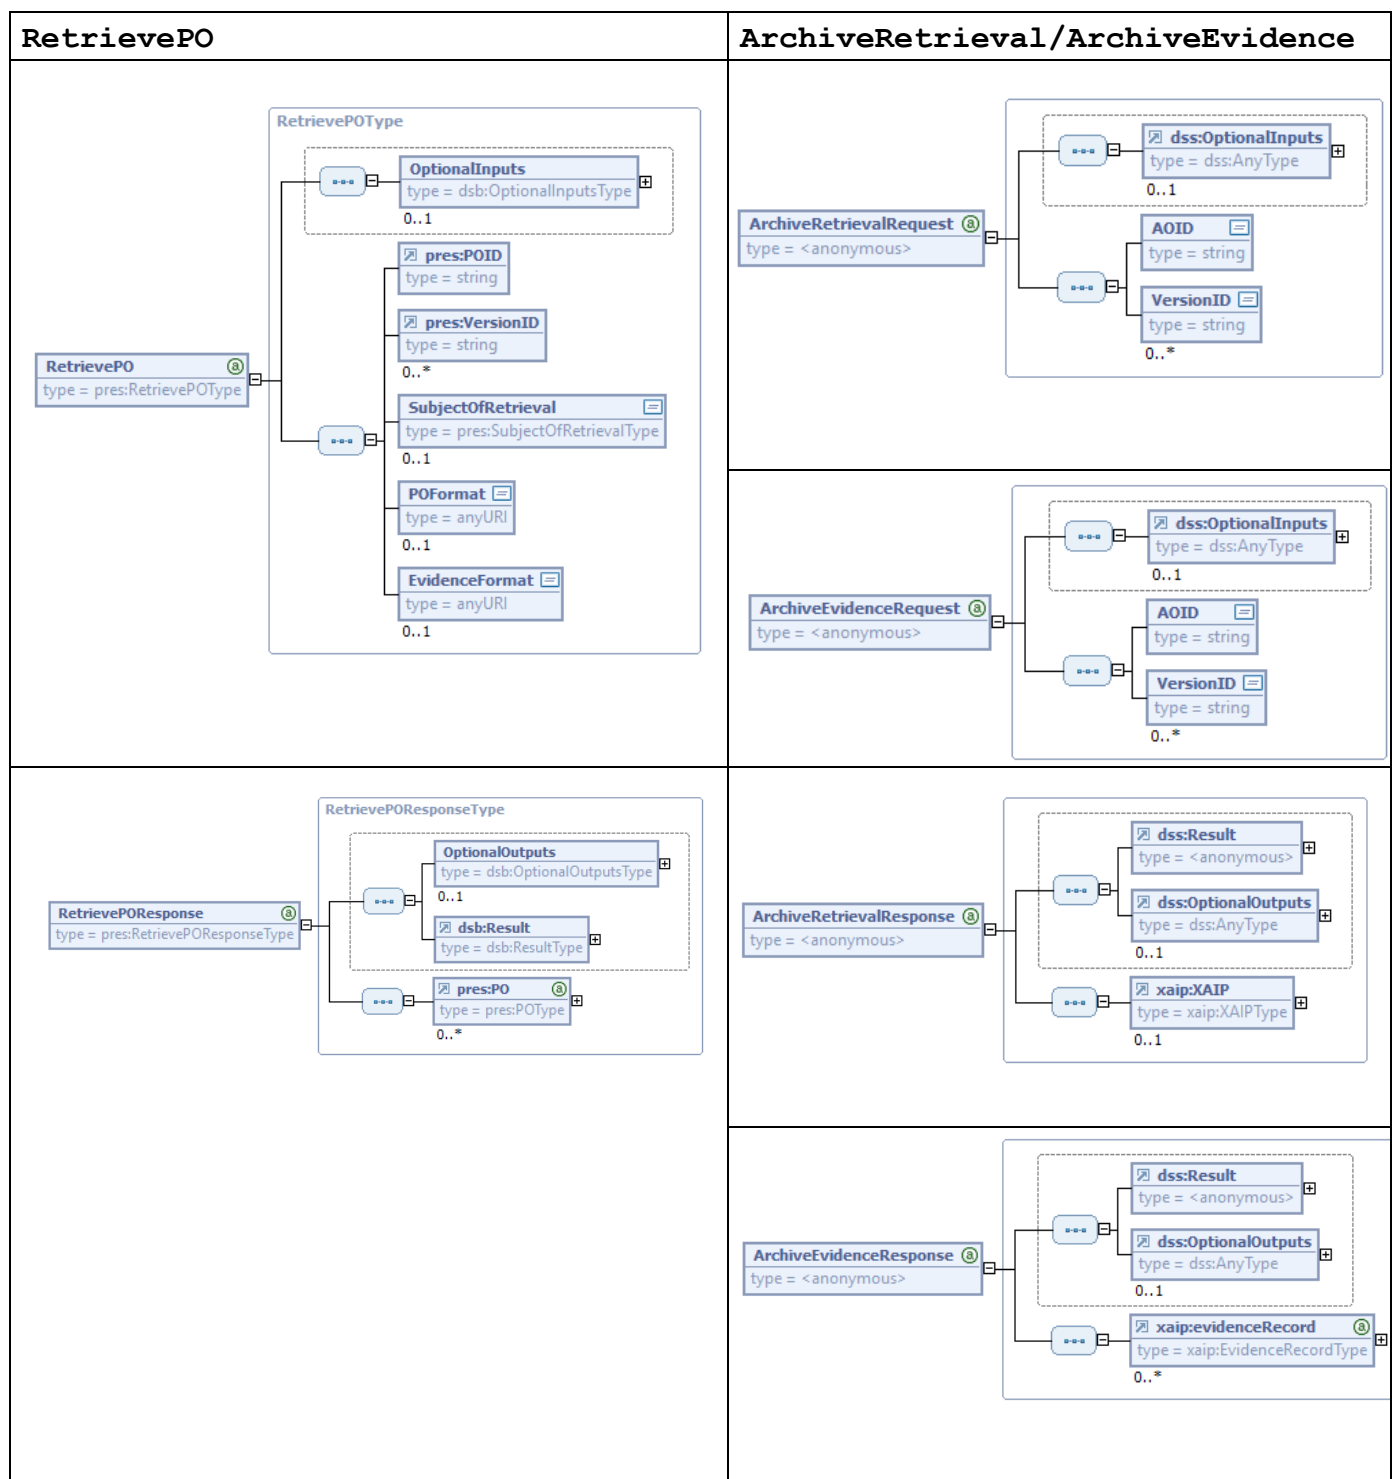 RetrievePO
ArchiveRetrieval/ArchiveEvidence
RetrievePOType
OptionalInputs
type = dsb:OptionalInputsType
0..1
pres:POID
type = string
pres:VersionID
type = string
0..*
RetrievePO
type = pres:RetrievePOType
SubjectOfRetrieval
type = pres:SubjectOfRetrievalType
0..1
POFormat
type = anyURI
0..1
EvidenceFormat
type = anyURI
0..1
dss:OptionalInputs
type = dss:AnyType
0..1
ArchiveRetrievalRequest
type = <anonymous>
AOID
type = string
VersionID
type = string
0..*
dss:OptionalInputs
type = dss:AnyType
0..1
ArchiveEvidenceRequest
type = <anonymous>
AOID
type = string
VersionID
type = string
0..*
RetrievePOResponseType
OptionalOutputs
type = dsb:OptionalOutputsType
0..1
RetrievePOResponse
type = pres:RetrievePOResponseType
dsb:Result
type = dsb:ResultType
pres:PO
type = pres:POType
0..*
dss:Result
type = <anonymous>
ArchiveRetrievalResponse
type = <anonymous>
dss:OptionalOutputs
type = dss:AnyType
0..1
xaip:XAIP
type = xaip:XAIPType
0..1
dss:Result
type = <anonymous>
ArchiveEvidenceResponse
type = <anonymous>
dss:OptionalOutputs
type = dss:AnyType
0..1
xaip:evidenceRecord
type = xaip:EvidenceRecordType
0..*